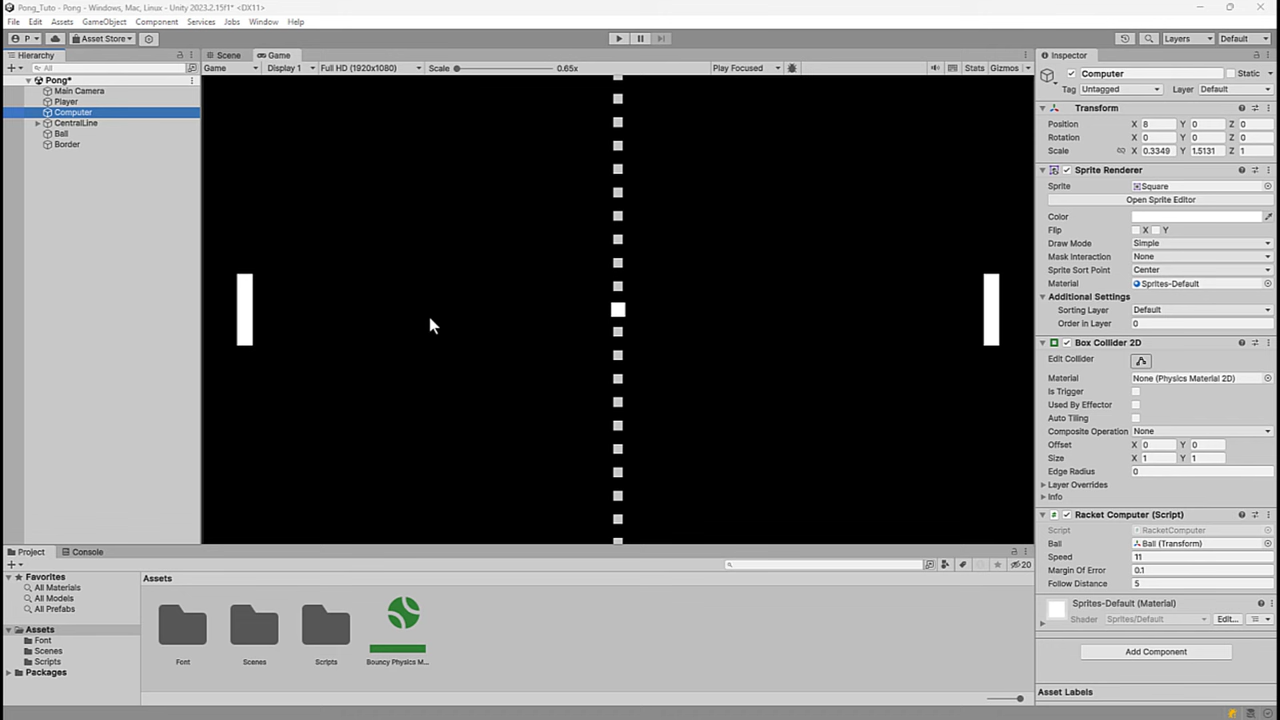 Pong_Tuto - Pong - Windows, Mac, Linux - Unity 2023.2.15f1* <DX11>
File Edit Assets GameObject Component Services Jobs Window Help
P Asset Store Layers Default
Hierarchy
All
Pong*
Main Camera
Player
Computer
CentralLine
Ball
Border
Scene Game
Game Display 1 Full HD (1920x1080) Scale 0.65x Play Focused Stats Gizmos
Inspector
Computer Static
Tag Untagged Layer Default
Transform
Position X 8 Y 0 Z 0
Rotation X 0 Y 0 Z 0
Scale X 0.3349 Y 1.5131 Z 1
Sprite Renderer
Sprite Square
Open Sprite Editor
Color
Flip X Y
Draw Mode Simple
Mask Interaction None
Sprite Sort Point Center
Material Sprites-Default
Additional Settings
Sorting Layer Default
Order in Layer 0
Box Collider 2D
Edit Collider
Material None (Physics Material 2D)
Is Trigger
Used By Effector
Auto Tiling
Composite Operation None
Offset X 0 Y 0
Size X 1 Y 1
Edge Radius 0
Layer Overrides
Info
Racket Computer (Script)
Script RacketComputer
Ball Ball (Transform)
Speed 11
Margin Of Error 0.1
Follow Distance 5
Sprites-Default (Material)
Shader Sprites/Default Edit...
Add Component
Asset Labels
Project Console
20
Favorites
All Materials
All Models
All Prefabs
Assets
Font
Scenes
Scripts
Packages
Assets
Font Scenes Scripts Bouncy Physics M...